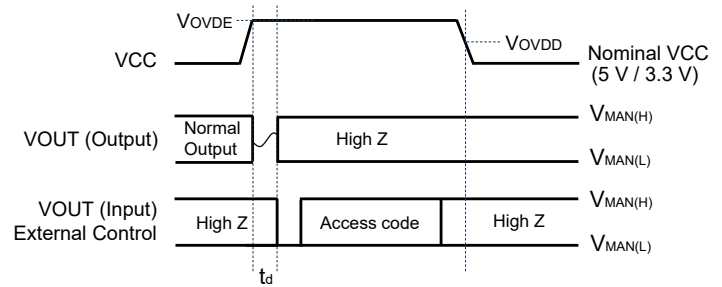 VOVDE
VOVDD
VCC
Nominal VCC
(5 V / 3.3 V)
VMAN(H)
VOUT (Output)
Normal
Output
High Z
VMAN(L)
VMAN(H)
VOUT (Input)
External Control
High Z
Access code
High Z
VMAN(L)
td